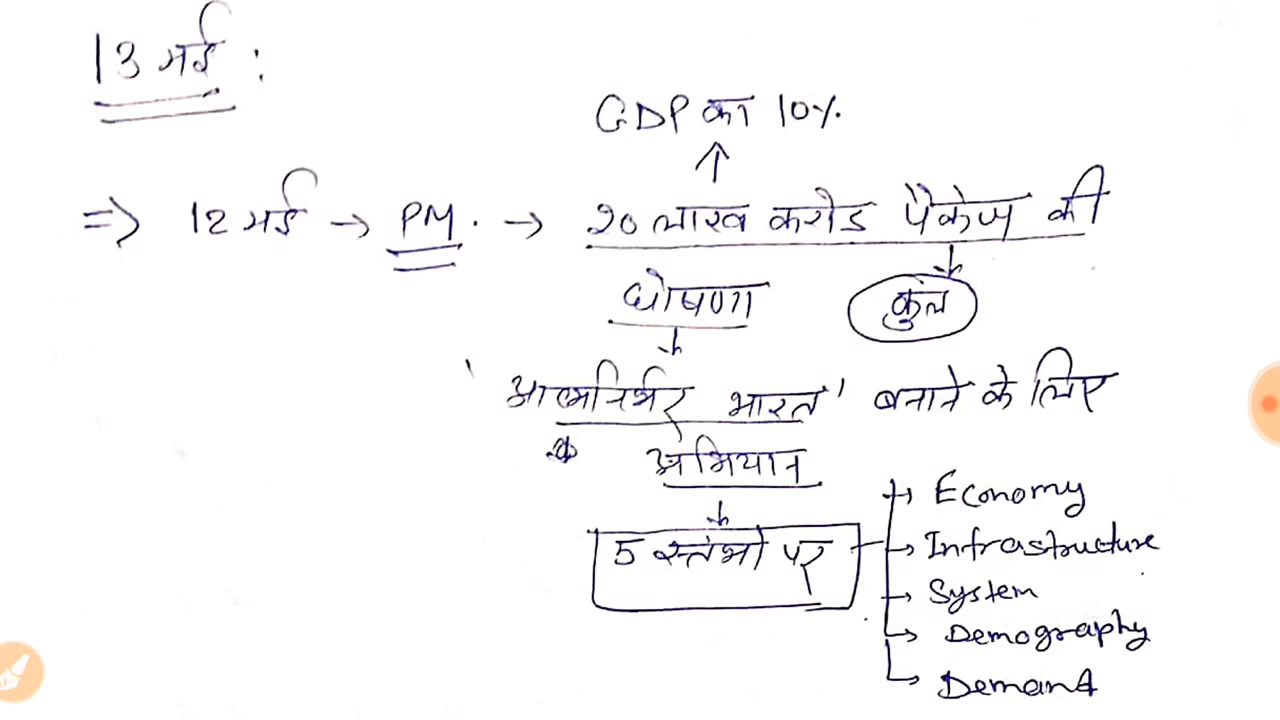 13 मई :
GDP का 10%
⇒ 12 मई → PM. → 20 लाख करोड पैकेज की
घोषणा
कुल
'आत्मनिर्भर भारत' बनाने के लिए
अभियान
5 स्तंभो पर
→ Economy
→ Infrastructure
→ System
→ Demography
→ Demand